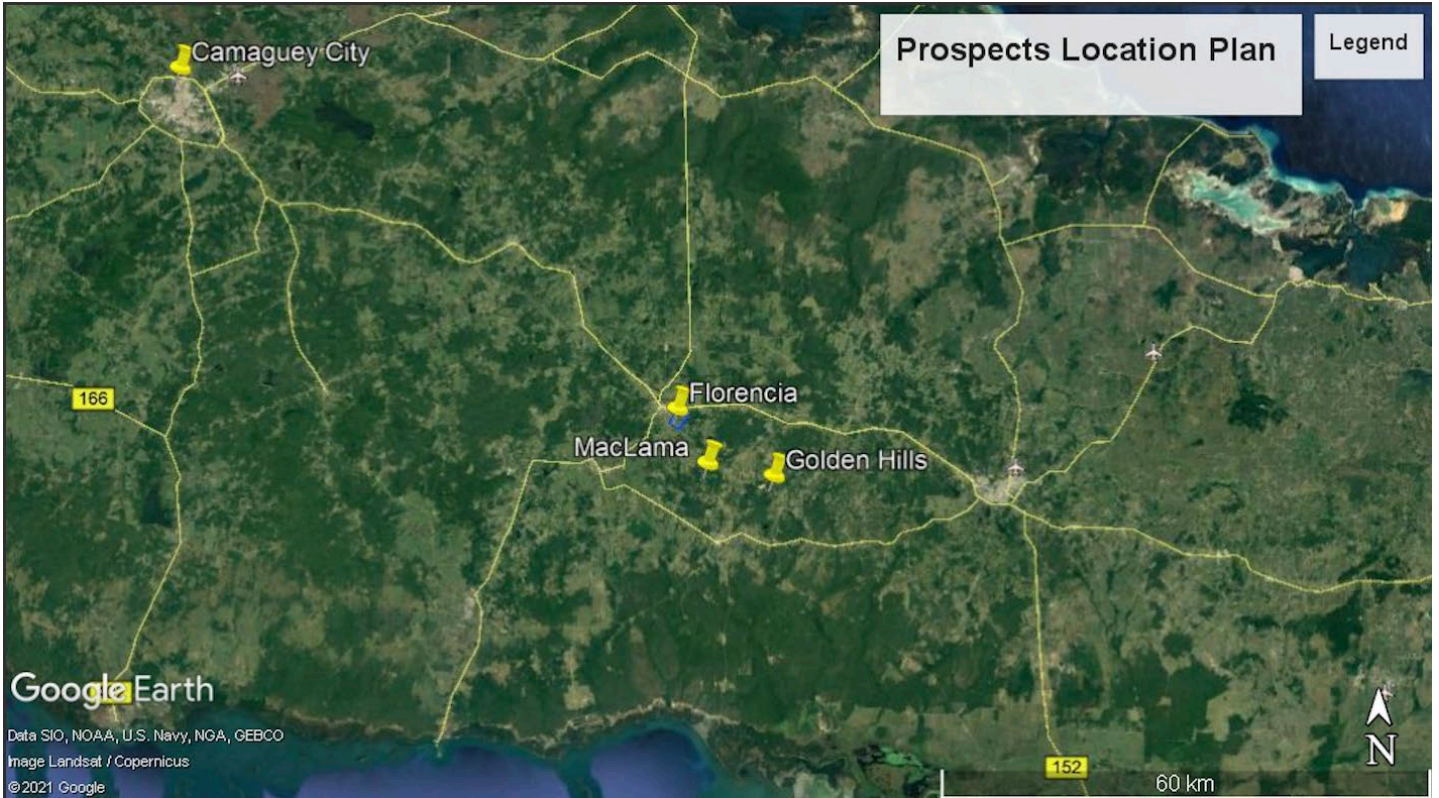 Camaguey City
Prospects Location Plan
Legend
166
Florencia
MacLama
Golden Hills
Google Earth
Data SIO, NOAA, U.S. Navy, NGA, GEBCO
Image Landsat / Copernicus
©2021 Google
N
152
60 km